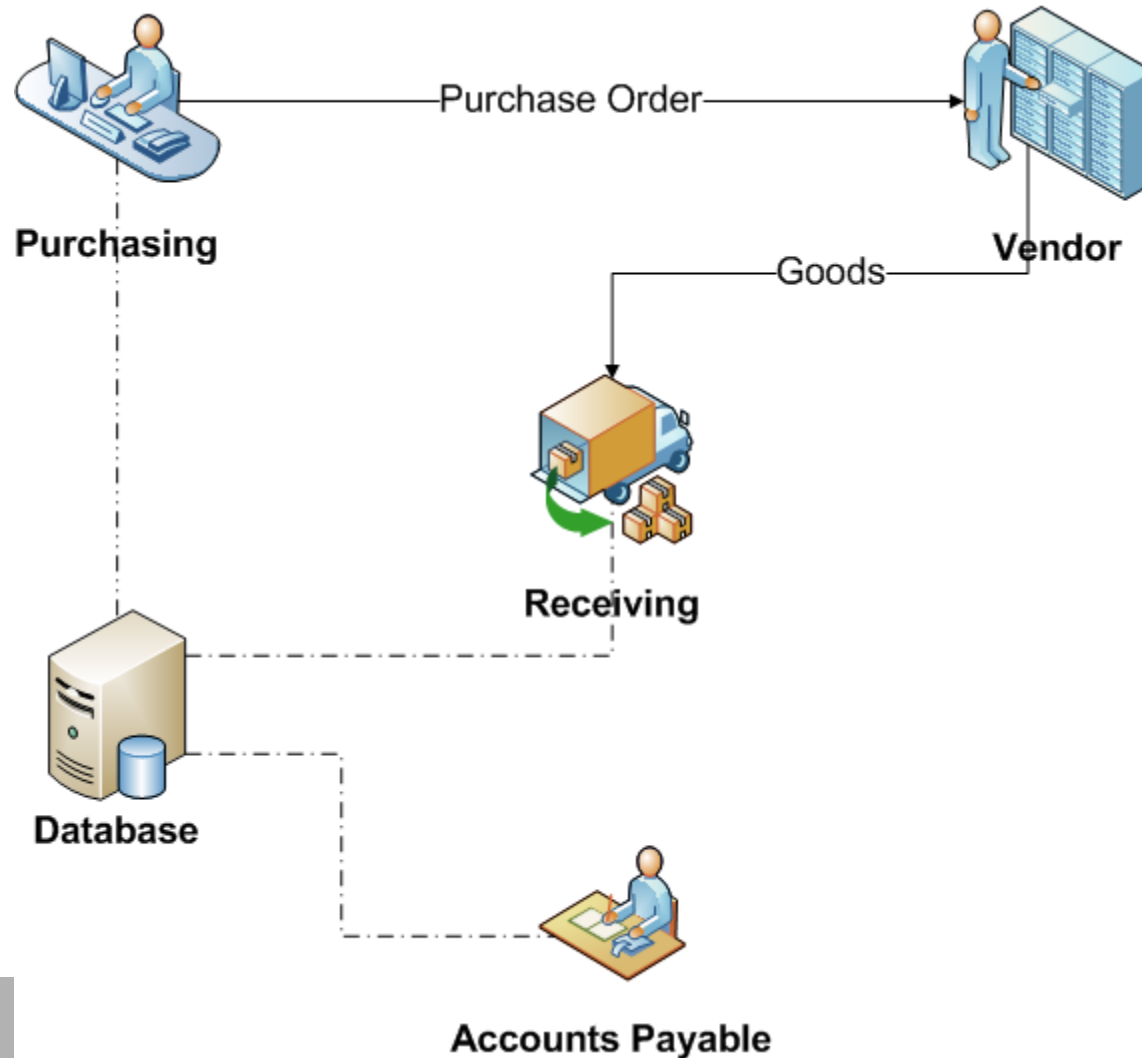 Purchase Order
Purchasing
Vendor
Goods
Receiving
Database
Accounts Payable